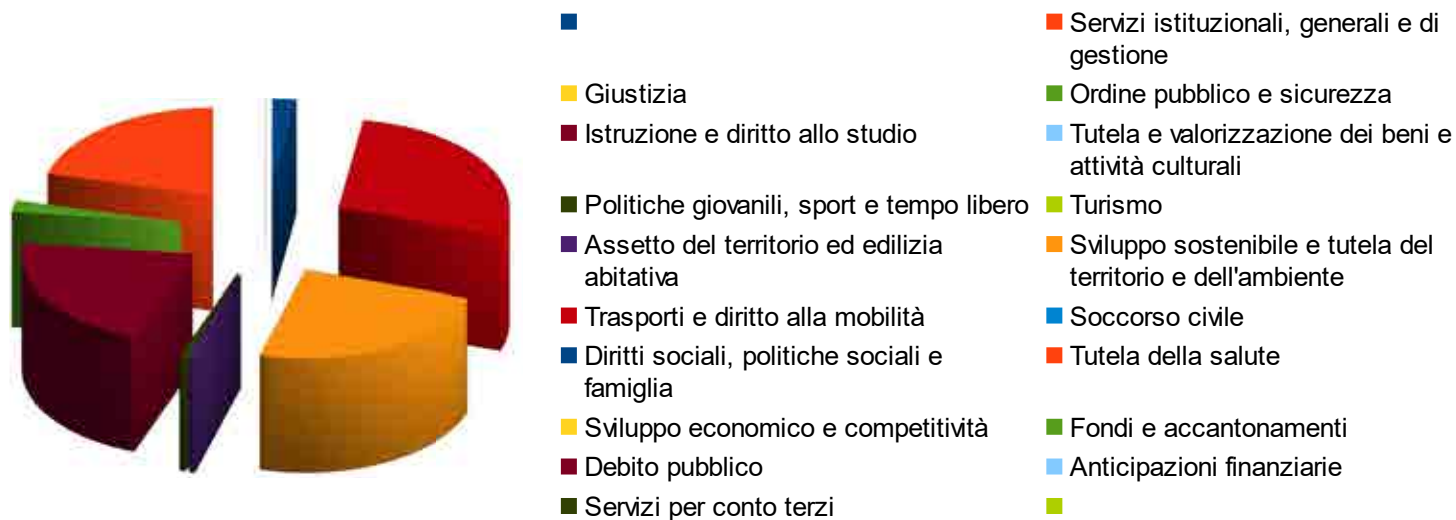 Servizi istituzionali, generali e di
gestione
Giustizia
Ordine pubblico e sicurezza
Istruzione e diritto allo studio
Tutela e valorizzazione dei beni e
attività culturali
Politiche giovanili, sport e tempo libero
Turismo
Assetto del territorio ed edilizia
abitativa
Sviluppo sostenibile e tutela del
territorio e dell'ambiente
Trasporti e diritto alla mobilità
Soccorso civile
Diritti sociali, politiche sociali e
famiglia
Tutela della salute
Sviluppo economico e competitività
Fondi e accantonamenti
Debito pubblico
Anticipazioni finanziarie
Servizi per conto terzi